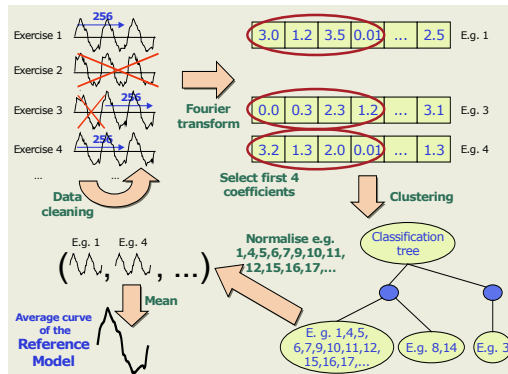 256
Exercise 1
Exercise 2
Exercise 3
256
Exercise 4
256
...
...
Data
cleaning
Fourier
transform
3.0 1.2 3.5 0.01 ... 2.5
E.g. 1
0.0 0.3 2.3 1.2 ... 3.1
E.g. 3
3.2 1.3 2.0 0.01 ... 1.3
E.g. 4
Select first 4
coefficients
Clustering
Classification
tree
E. g. 1,4,5,
6,7,9,10,11,12,
15,16,17,...
E.g. 8,14
E.g. 3
Normalise e.g.
1,4,5,6,7,9,10,11,
12,15,16,17,...
E.g. 1
E.g. 4
( , , ...)
Mean
Average curve
of the
Reference
Model